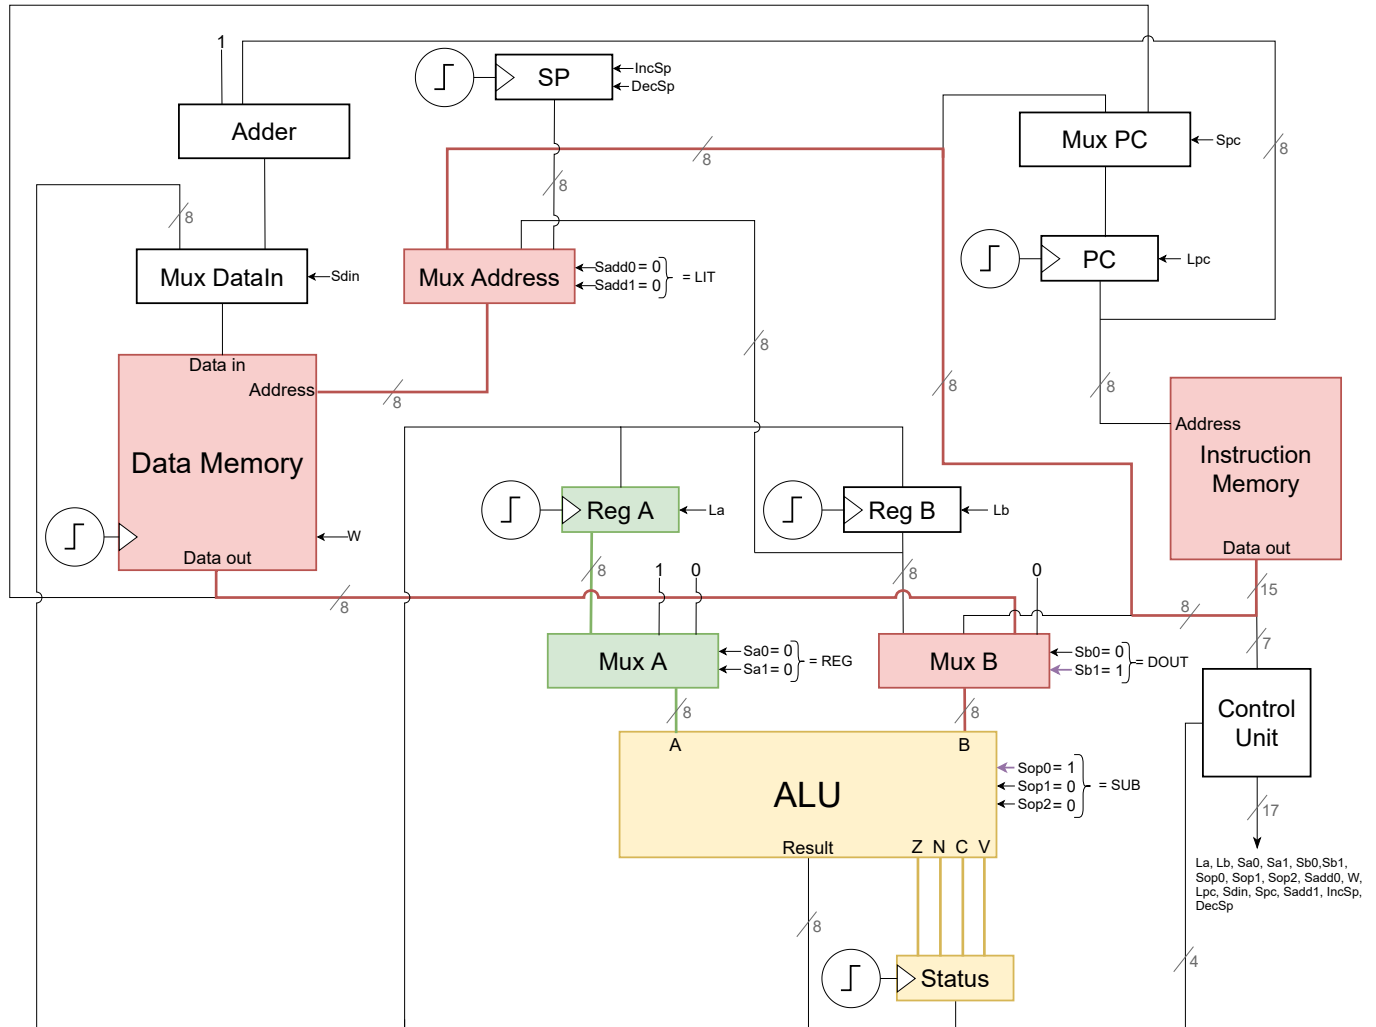 1
SP
IncSp
DecSp
Adder
Mux PC
Spc
8
8
8
8
Mux DataIn
Sdin
Mux Address
Sadd0 = 0
Sadd1 = 0
= LIT
PC
Lpc
8
8
8
8
Data in
Address
Data Memory
W
Data out
Address
Instruction
Memory
Data out
Reg A
La
Reg B
Lb
8
1
0
8
0
15
8
8
7
Mux A
Sa0 = 0
Sa1 = 0
= REG
Mux B
Sb0 = 0
Sb1 = 1
= DOUT
Control
Unit
8
8
A
B
ALU
Sop0 = 1
Sop1 = 0
Sop2 = 0
= SUB
17
Result
Z N C V
La, Lb, Sa0, Sa1, Sb0,Sb1,
Sop0, Sop1, Sop2, Sadd0, W,
Lpc, Sdin, Spc, Sadd1, IncSp,
DecSp
8
4
Status